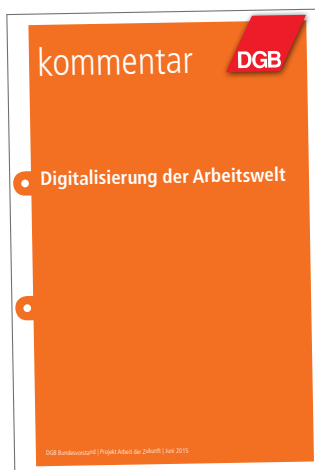 kommentar
DGB
Digitalisierung der Arbeitswelt
DGB Bundesvorstand | Projekt Arbeit der Zukunft | Juni 2015